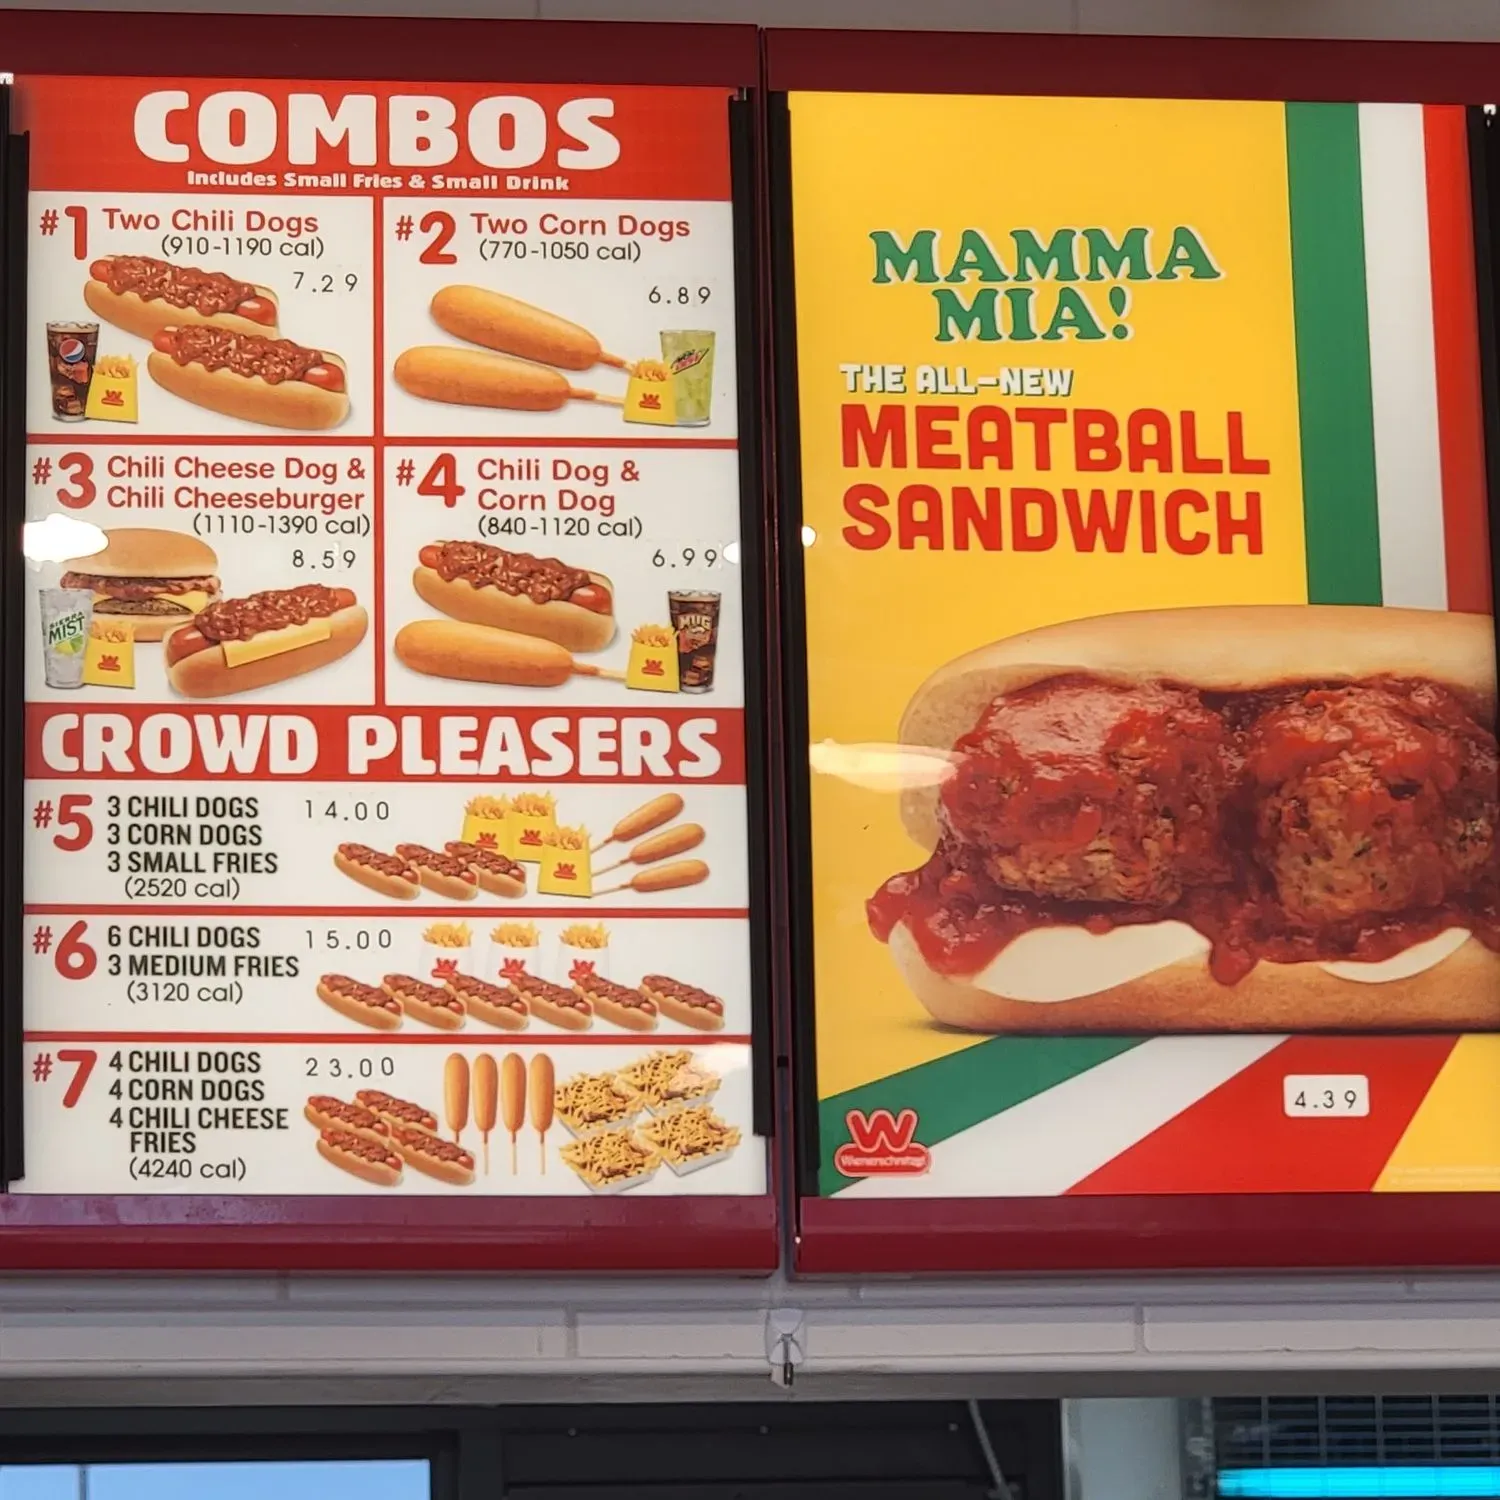 COMBOS
Includes Small Fries & Small Drink
#1 Two Chili Dogs
(910-1190 cal)
7.29
#2 Two Corn Dogs
(770-1050 cal)
6.89
#3 Chili Cheese Dog &
Chili Cheeseburger
(1110-1390 cal)
8.59
SIERRA
MIST
#4 Chili Dog &
Corn Dog
(840-1120 cal)
6.99
MUG
CROWD PLEASERS
#5 3 CHILI DOGS
3 CORN DOGS
3 SMALL FRIES
(2520 cal)
14.00
#6 6 CHILI DOGS
3 MEDIUM FRIES
(3120 cal)
15.00
#7 4 CHILI DOGS
4 CORN DOGS
4 CHILI CHEESE
FRIES
(4240 cal)
23.00
MAMMA
MIA!
THE ALL-NEW
MEATBALL
SANDWICH
4.39
W
Wienerschnitzel